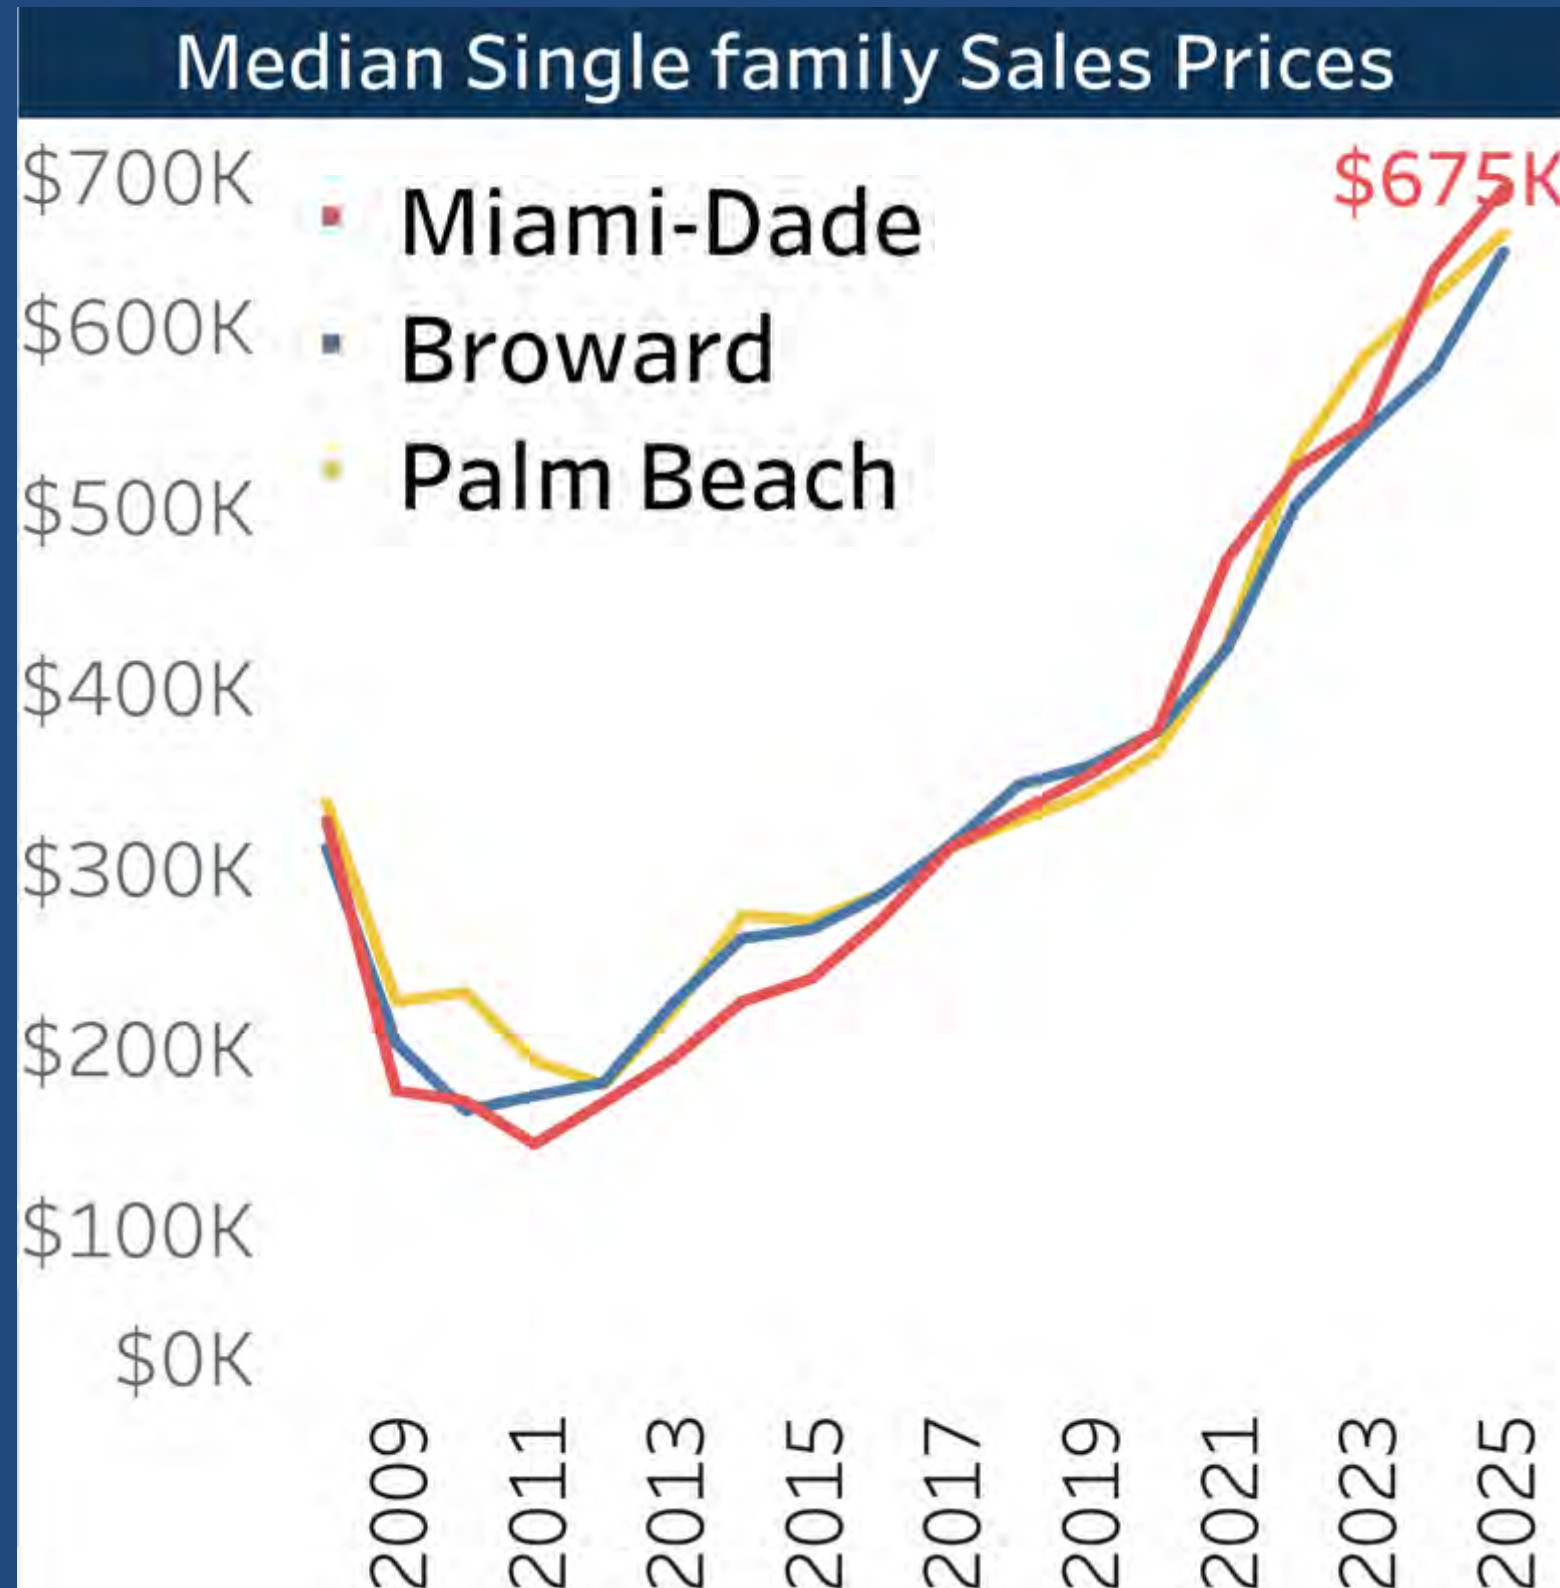 Median Single family Sales Prices
$700K
$675K
Miami-Dade
$600K
Broward
Palm Beach
$500K
$400K
$300K
$200K
$100K
$0K
2009
2011
2013
2015
2017
2019
2021
2023
2025